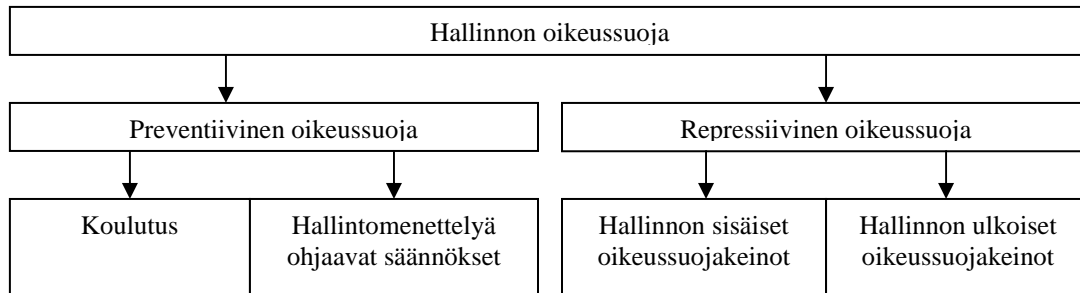 Hallinnon oikeussuoja
Preventiivinen oikeussuoja
Repressiivinen oikeussuoja
Koulutus
Hallintomenettelyä
ohjaavat säännökset
Hallinnon sisäiset
oikeussuojakeinot
Hallinnon ulkoiset
oikeussuojakeinot